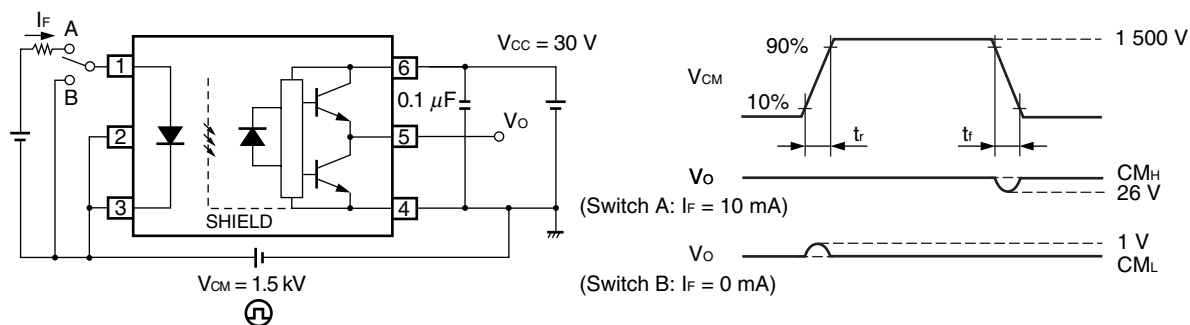 IF
A
B
1
2
3
SHIELD
6
5
4
VCC = 30 V
0.1 μF
VO
VCM = 1.5 kV
90%
VCM
10%
tr
tf
1 500 V
VO
(Switch A: IF = 10 mA)
CMH
26 V
VO
(Switch B: IF = 0 mA)
1 V
CML